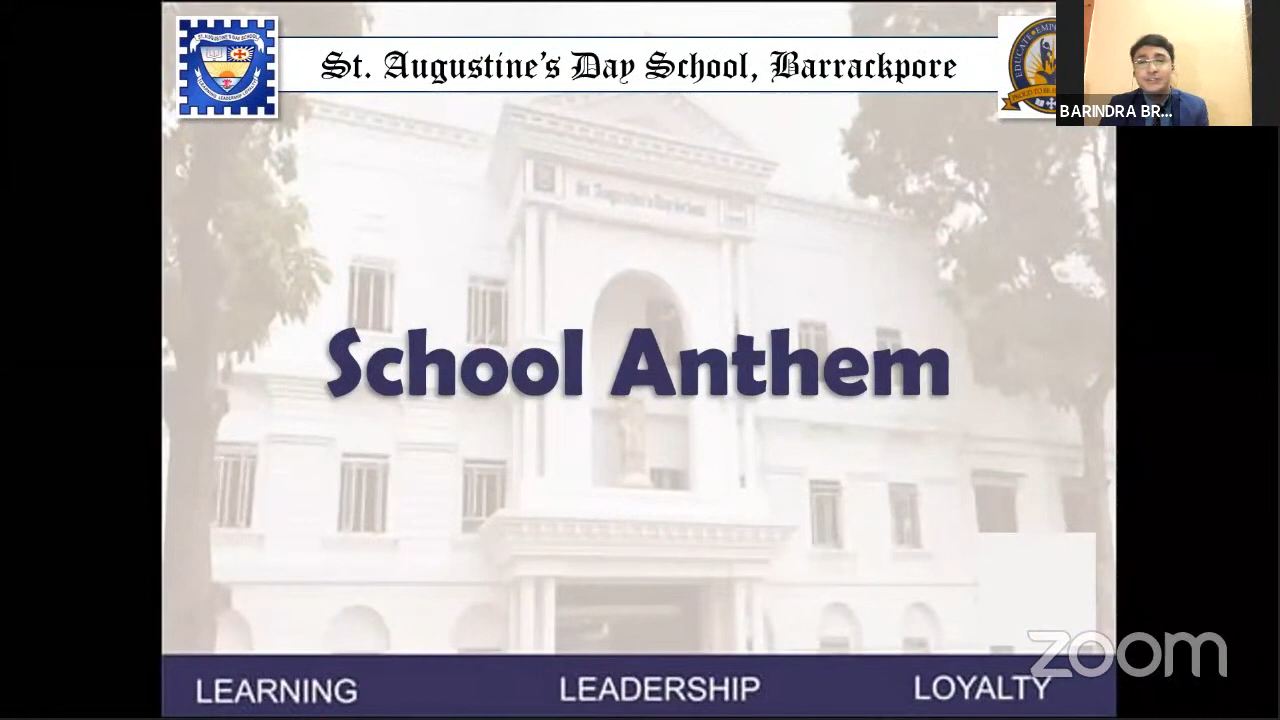 St. Augustine's Day School, Barrackpore
BARINDRA BR...
School Anthem
zoom
LEARNING
LEADERSHIP
LOYALTY